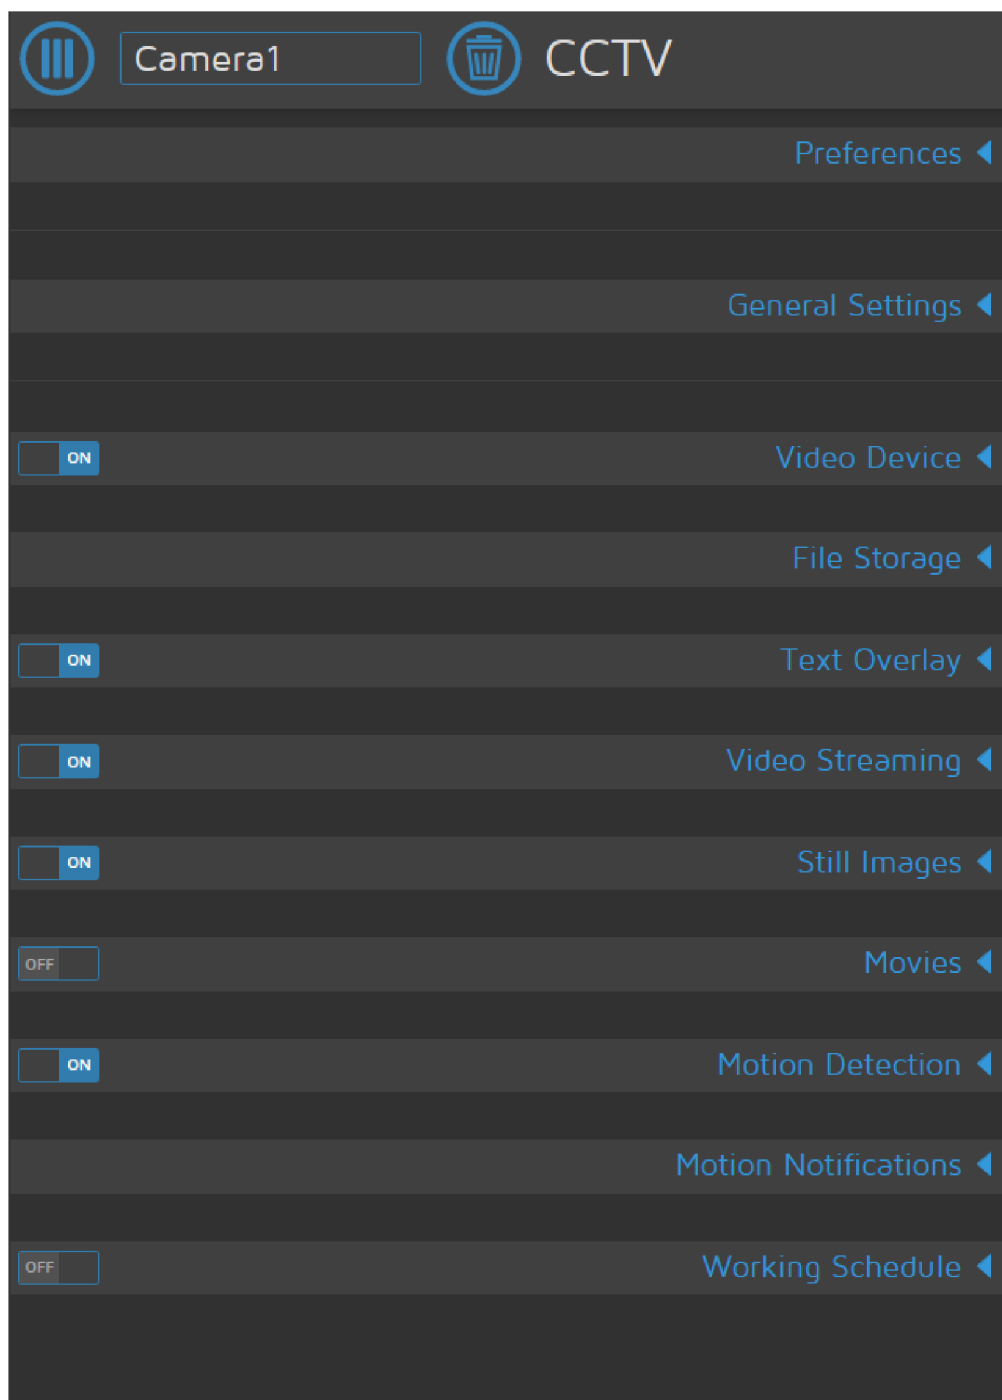 Camera1 CCTV
Preferences
General Settings
ON Video Device
File Storage
ON Text Overlay
ON Video Streaming
ON Still Images
OFF Movies
ON Motion Detection
Motion Notifications
OFF Working Schedule